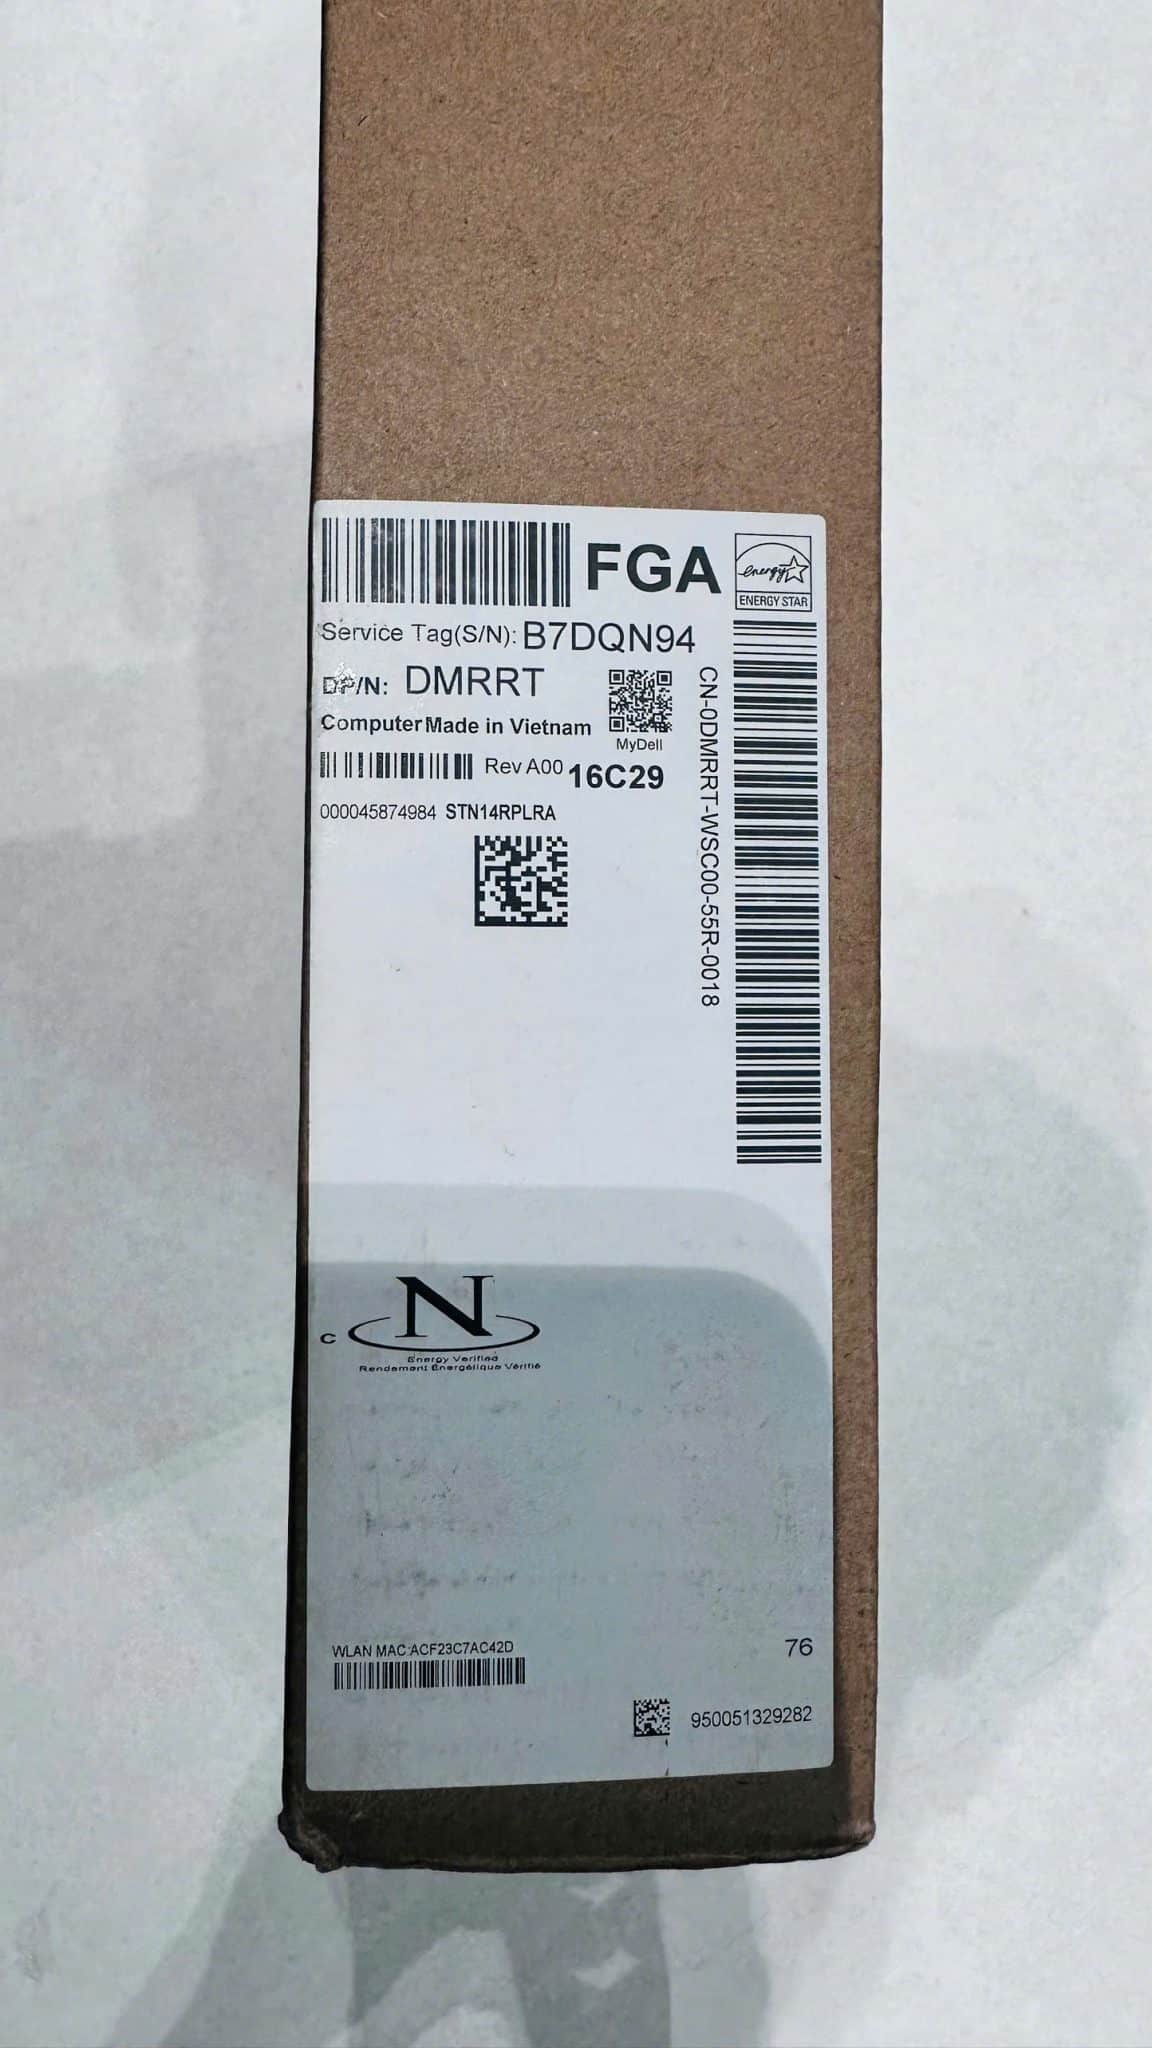 FGA
energy
ENERGY STAR
Service Tag(S/N): B7DQN94
DP/N: DMRRT
Computer Made in Vietnam
MyDell
Rev A00 16C29
000045874984 STN14RPLRA
CN-0DMRRT-WSC00-55R-0018
C N
Energy Verified
Rendement Énergétique Vérifié
WLAN MAC:ACF23C7AC42D
76
950051329282